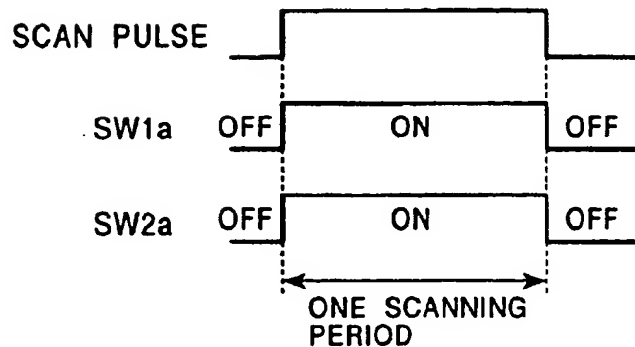 SCAN PULSE
SW1a OFF ON OFF
SW2a OFF ON OFF
ONE SCANNING
PERIOD